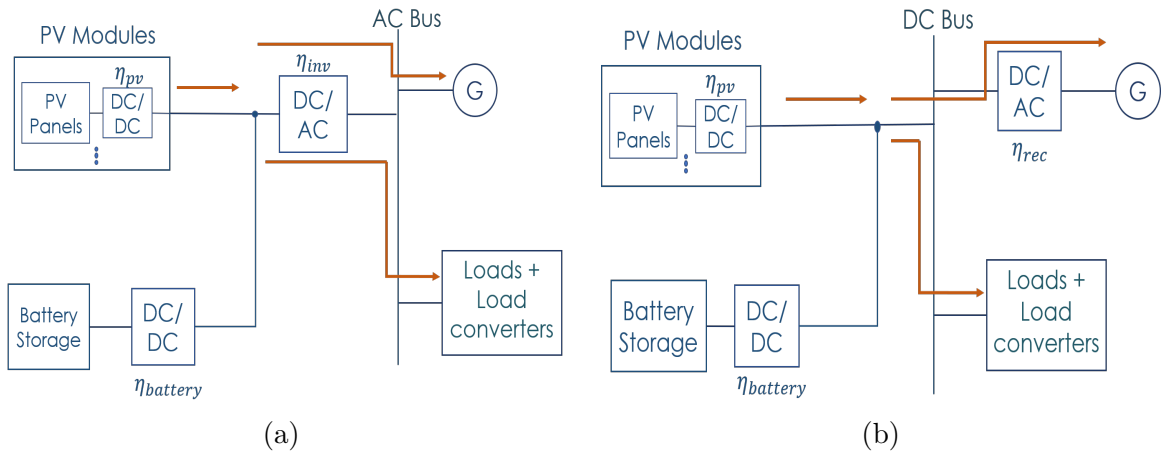 AC Bus
PV Modules
η_pv
PV
Panels
DC/
DC
η_inv
DC/
AC
G
Battery
Storage
DC/
DC
η_battery
Loads +
Load
converters
(a)
DC Bus
PV Modules
η_pv
PV
Panels
DC/
DC
DC/
AC
G
η_rec
Battery
Storage
DC/
DC
η_battery
Loads +
Load
converters
(b)